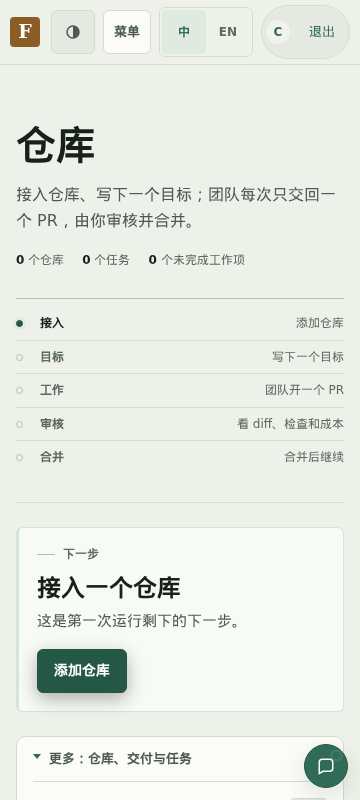 F 菜单 中 EN C 退出
仓库
接入仓库、写下一个目标；团队每次只交回一
个 PR，由你审核并合并。
0 个仓库 0 个任务 0 个未完成工作项
接入 添加仓库
目标 写下一个目标
工作 团队开一个 PR
审核 看 diff、检查和成本
合并 合并后继续
下一步
接入一个仓库
这是第一次运行剩下的下一步。
添加仓库
更多：仓库、交付与任务